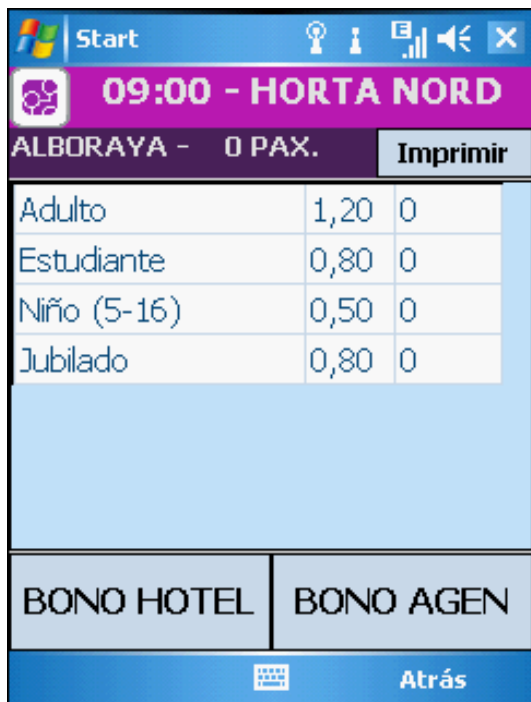 Start
09:00 - HORTA NORD
ALBORAYA - 0 PAX. Imprimir
Adulto 1,20 0
Estudiante 0,80 0
Niño (5-16) 0,50 0
Jubilado 0,80 0
BONO HOTEL BONO AGEN
Atrás